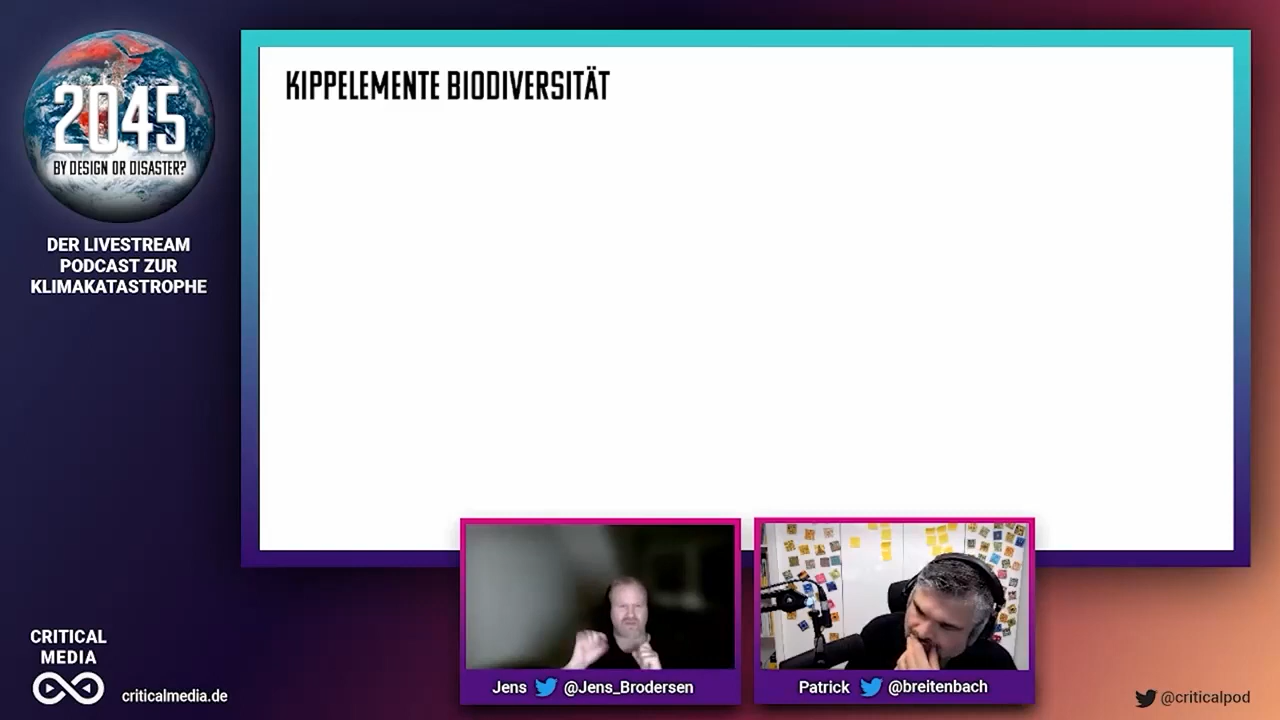 2045
BY DESIGN OR DISASTER?
DER LIVESTREAM
PODCAST ZUR
KLIMAKATASTROPHE
KIPPELEMENTE BIODIVERSITÄT
CRITICAL
MEDIA
criticalmedia.de
Jens @Jens_Brodersen
Patrick @breitenbach
@criticalpod